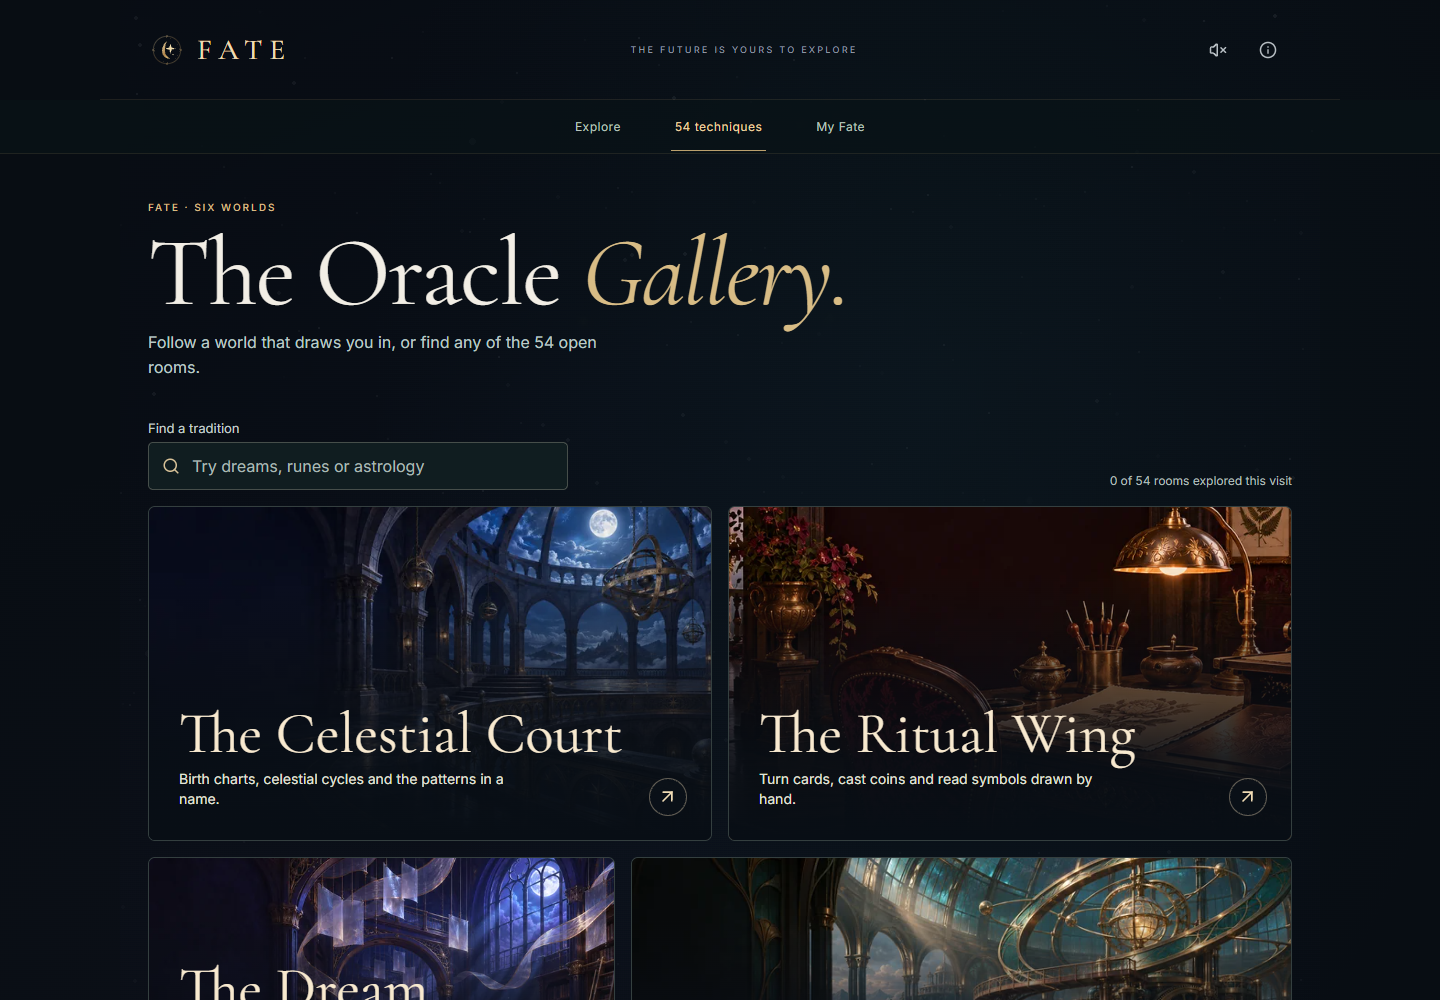 FATE
THE FUTURE IS YOURS TO EXPLORE
Explore
54 techniques
My Fate
FATE · SIX WORLDS
The Oracle Gallery.
Follow a world that draws you in, or find any of the 54 open
rooms.
Find a tradition
Try dreams, runes or astrology
0 of 54 rooms explored this visit
The Celestial Court
Birth charts, celestial cycles and the patterns in a
name.
The Ritual Wing
Turn cards, cast coins and read symbols drawn by
hand.
The Dream